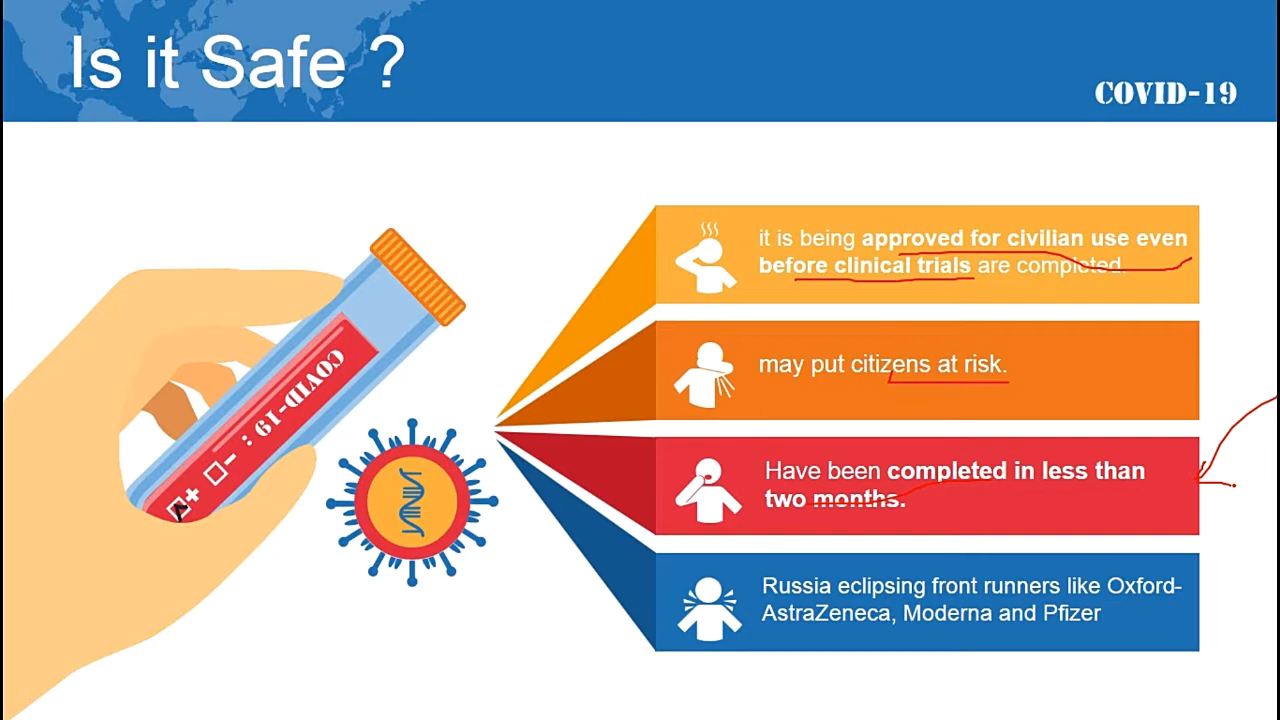 Is it Safe ?
COVID-19
it is being approved for civilian use even
before clinical trials are completed.
may put citizens at risk.
Have been completed in less than
two months.
Russia eclipsing front runners like Oxford-
AstraZeneca, Moderna and Pfizer
COVID-19 :